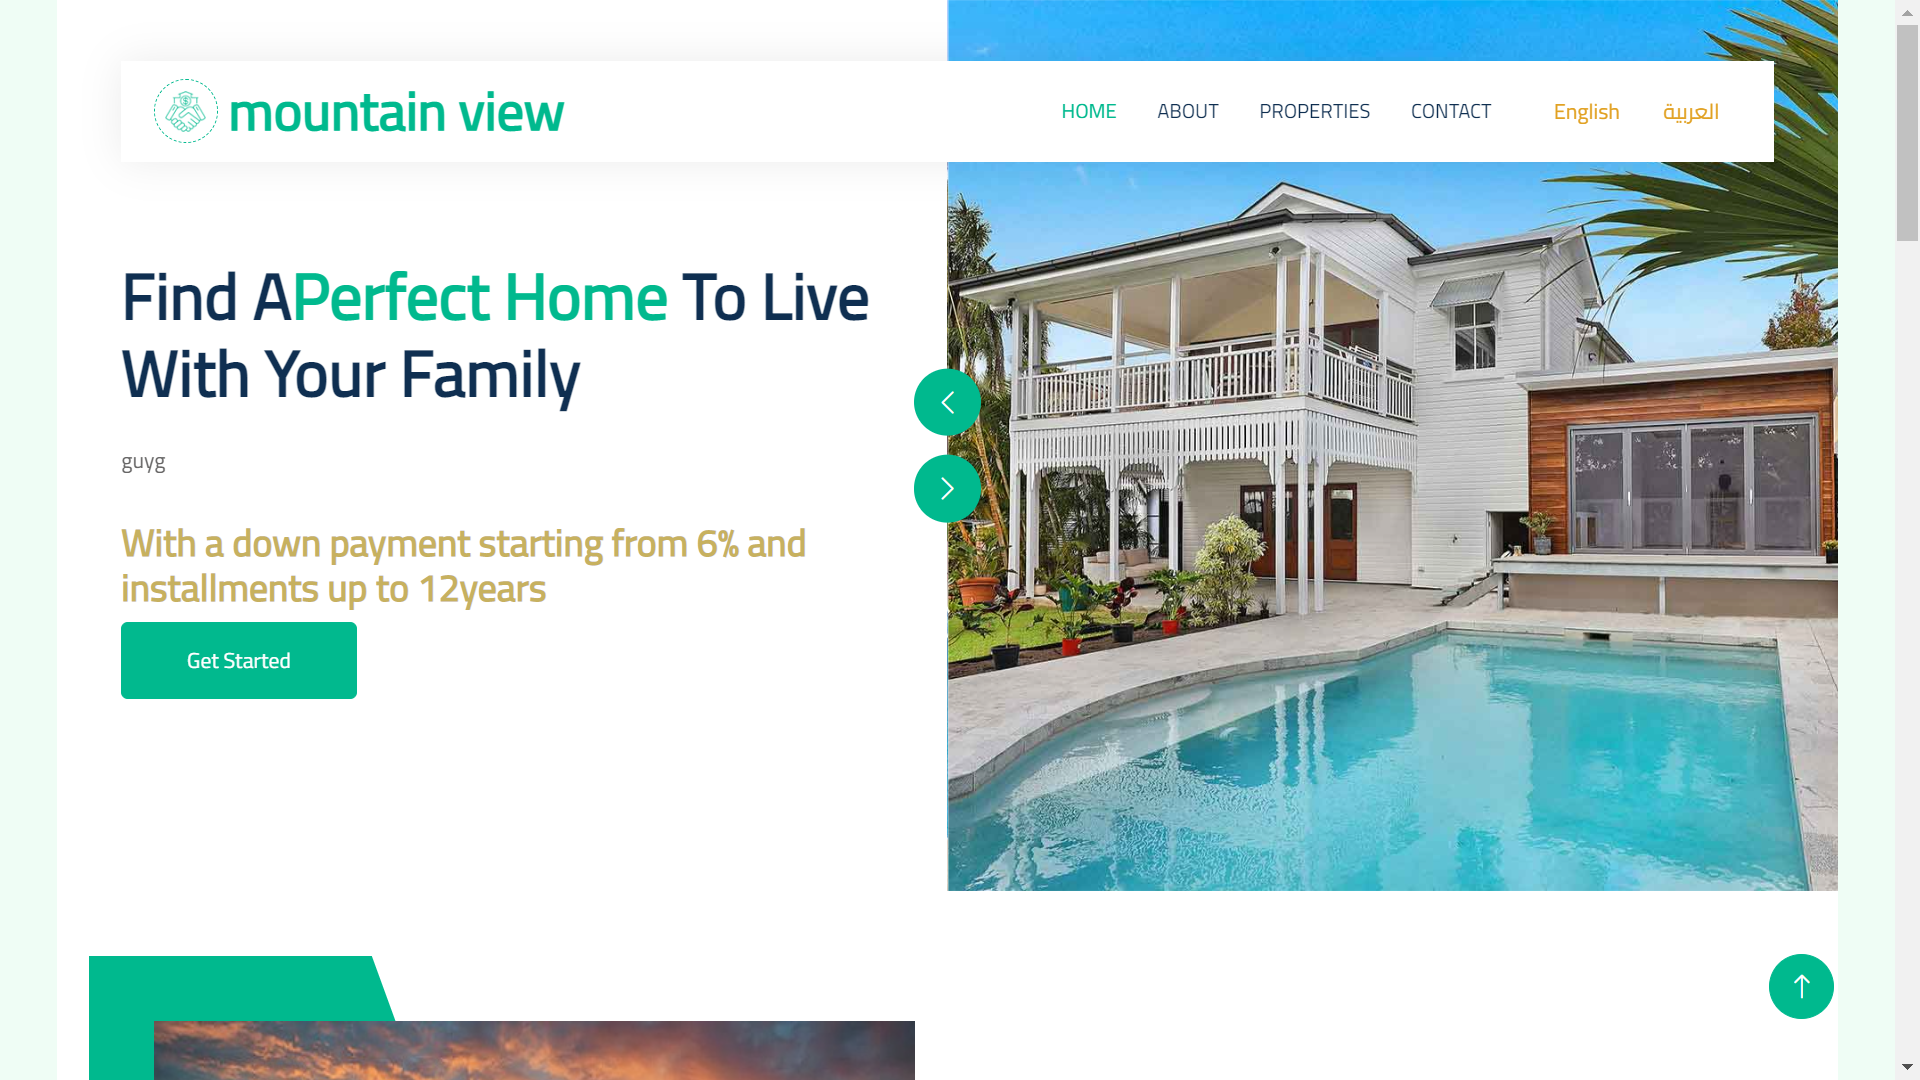 mountain view
HOME ABOUT PROPERTIES CONTACT English العربية
Find APerfect Home To Live
With Your Family
guyg
With a down payment starting from 6% and
installments up to 12years
Get Started